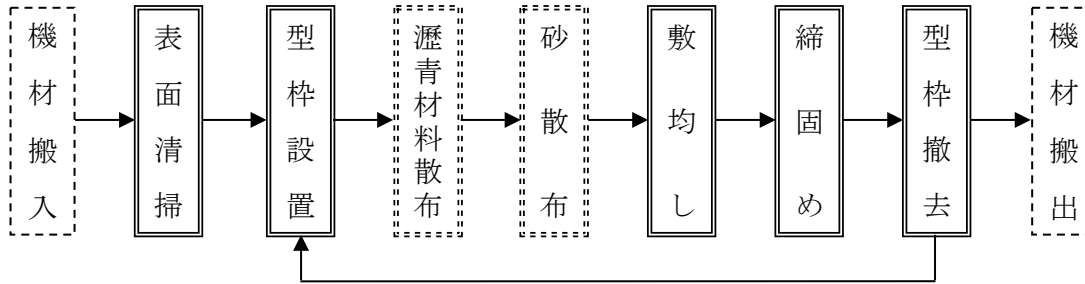 機材搬入
表面清掃
型枠設置
瀝青材料散布
砂散布
敷均し
締固め
型枠撤去
機材搬出